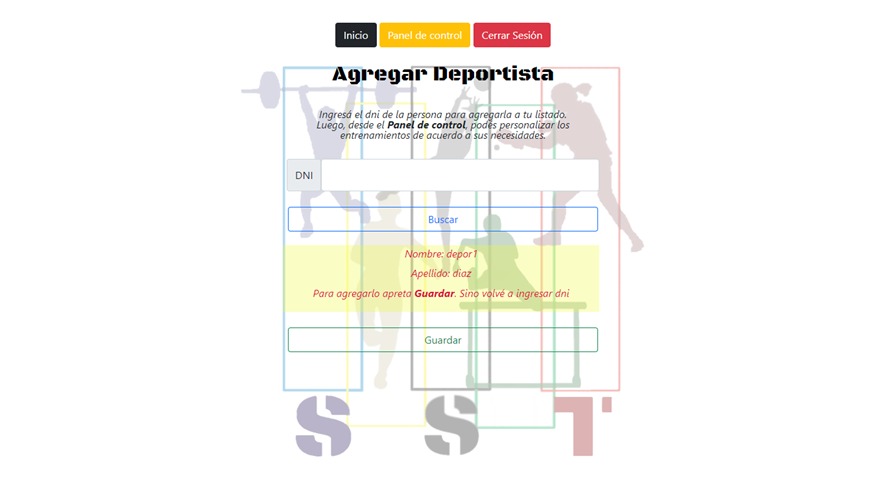 Inicio Panel de control Cerrar Sesión
Agregar Deportista
Ingresá el dni de la persona para agregarla a tu listado.
Luego, desde el Panel de control, podes personalizar los
entrenamientos de acuerdo a sus necesidades.
DNI
Buscar
Nombre: depor1
Apellido: diaz
Para agregarlo apreta Guardar. Sino volvé a ingresar dni
Guardar
S S T